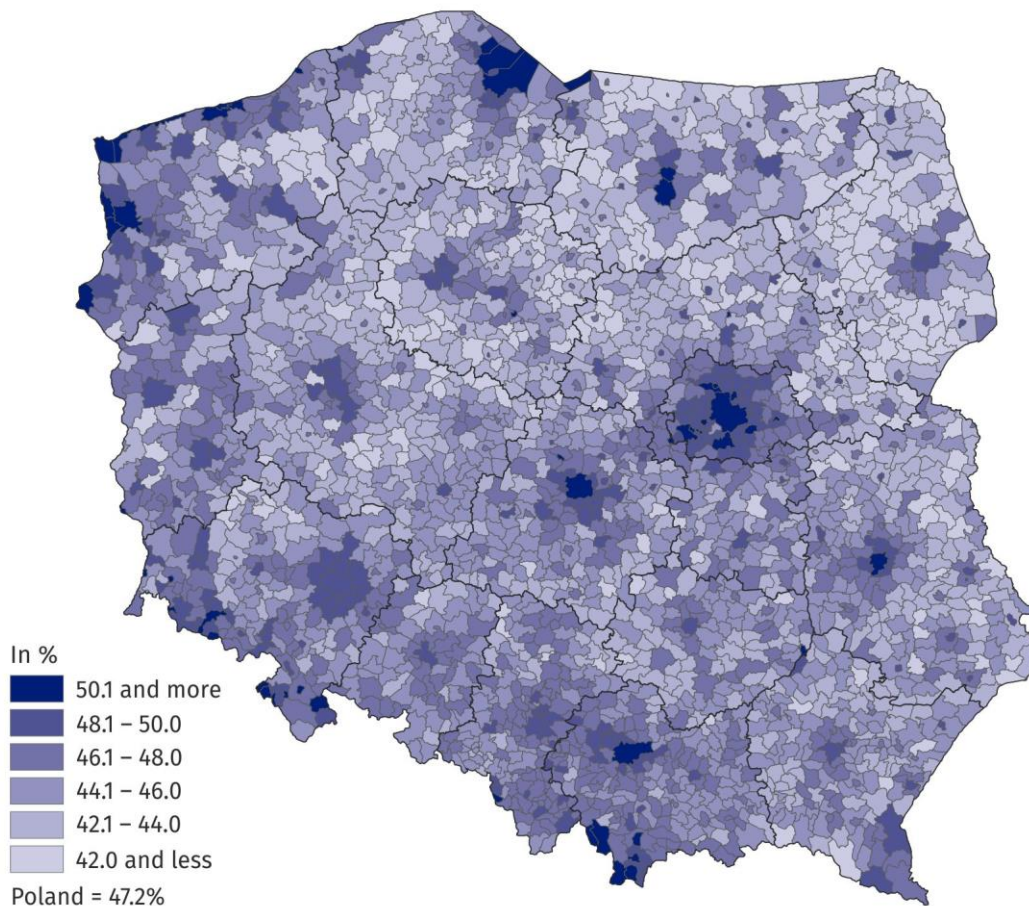 In %
50.1 and more
48.1 – 50.0
46.1 – 48.0
44.1 – 46.0
42.1 – 44.0
42.0 and less
Poland = 47.2%